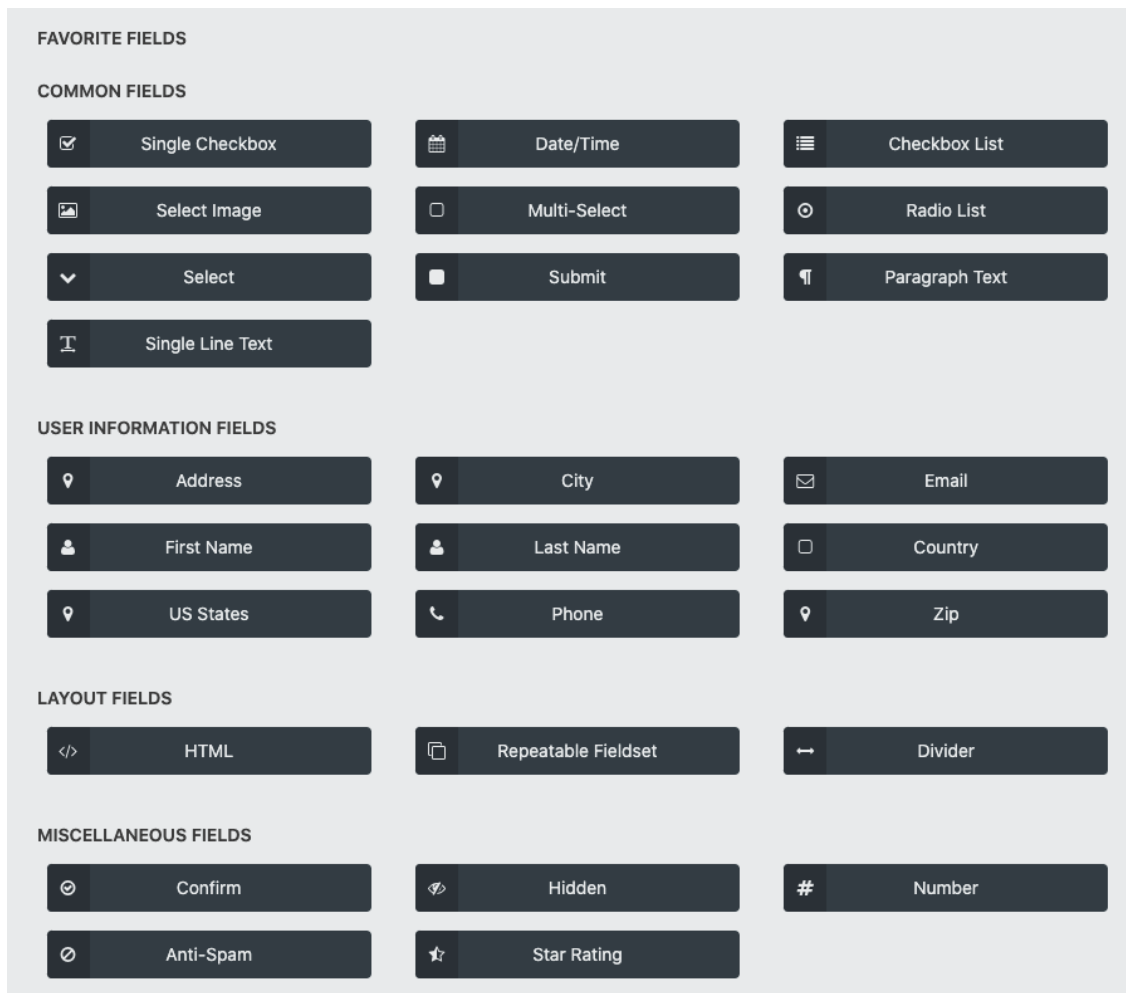 FAVORITE FIELDS
COMMON FIELDS
Single Checkbox Date/Time Checkbox List
Select Image Multi-Select Radio List
Select Submit Paragraph Text
Single Line Text
USER INFORMATION FIELDS
Address City Email
First Name Last Name Country
US States Phone Zip
LAYOUT FIELDS
HTML Repeatable Fieldset Divider
MISCELLANEOUS FIELDS
Confirm Hidden Number
Anti-Spam Star Rating